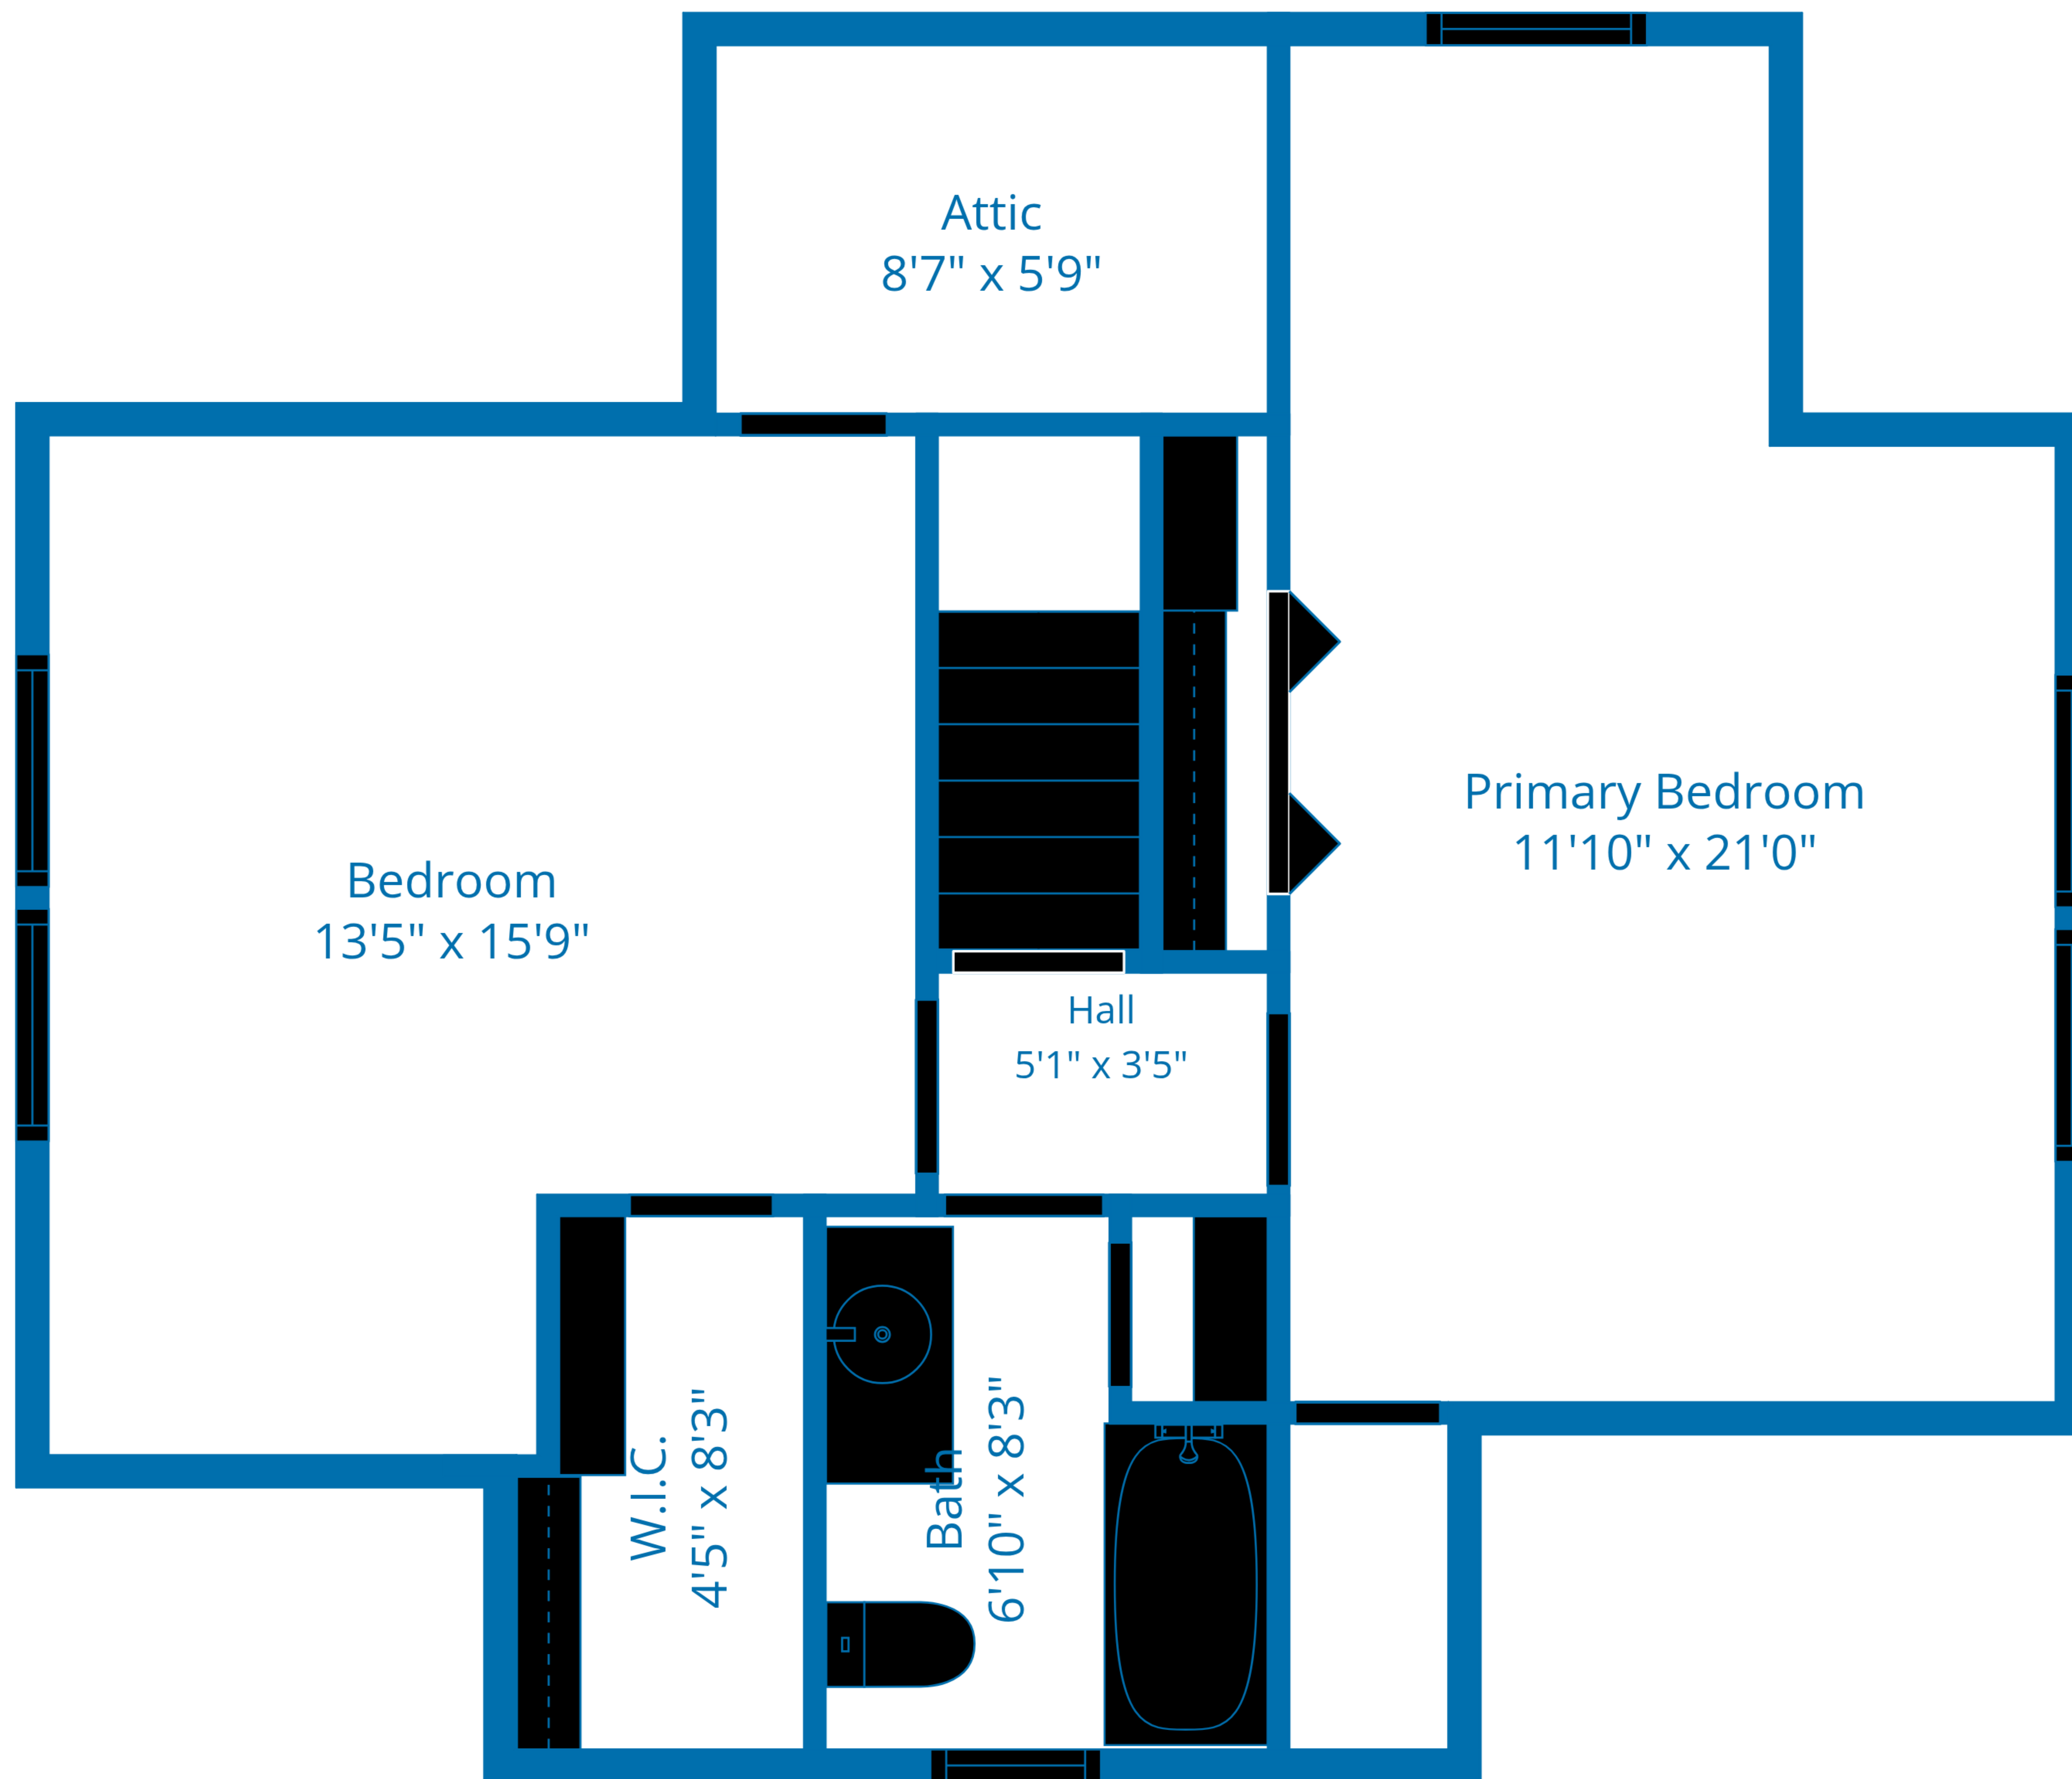 Attic
8'7" x 5'9"
Primary Bedroom
11'10" x 21'0"
Bedroom
13'5" x 15'9"
Hall
5'1" x 3'5"
W.I.C.
4'5" x 8'3"
Bath
6'10" x 8'3"